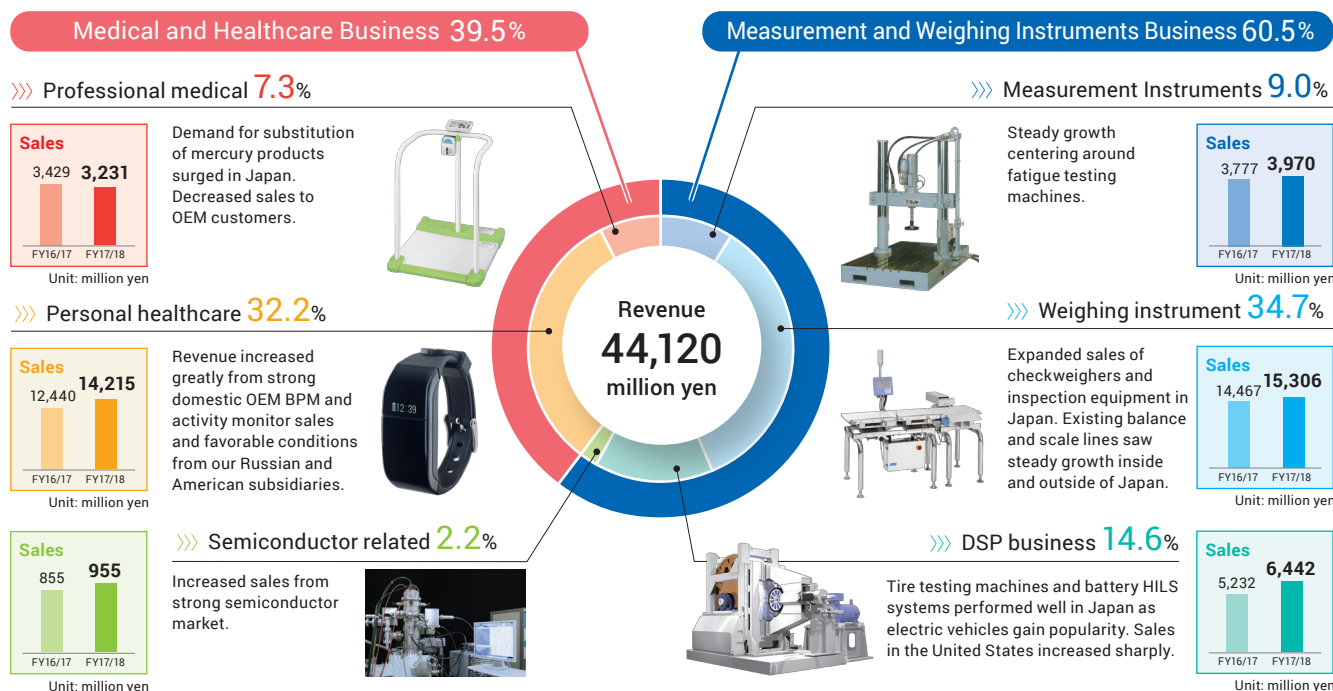 Medical and Healthcare Business 39.5%
Measurement and Weighing Instruments Business 60.5%
Professional medical 7.3%
Sales
3,429 3,231
FY16/17 FY17/18
Unit: million yen
Demand for substitution
of mercury products
surged in Japan.
Decreased sales to
OEM customers.
Measurement Instruments 9.0%
Steady growth
centering around
fatigue testing
machines.
Sales
3,777 3,970
FY16/17 FY17/18
Unit: million yen
Personal healthcare 32.2%
Sales
12,440 14,215
FY16/17 FY17/18
Unit: million yen
Revenue increased
greatly from strong
domestic OEM BPM and
activity monitor sales
and favorable conditions
from our Russian and
American subsidiaries.
12:39
Revenue
44,120
million yen
Weighing instrument 34.7%
Expanded sales of
checkweighers and
inspection equipment in
Japan. Existing balance
and scale lines saw
steady growth inside
and outside of Japan.
Sales
14,467 15,306
FY16/17 FY17/18
Unit: million yen
Semiconductor related 2.2%
Sales
855 955
FY16/17 FY17/18
Unit: million yen
Increased sales from
strong semiconductor
market.
DSP business 14.6%
Tire testing machines and battery HILS
systems performed well in Japan as
electric vehicles gain popularity. Sales
in the United States increased sharply.
Sales
5,232 6,442
FY16/17 FY17/18
Unit: million yen